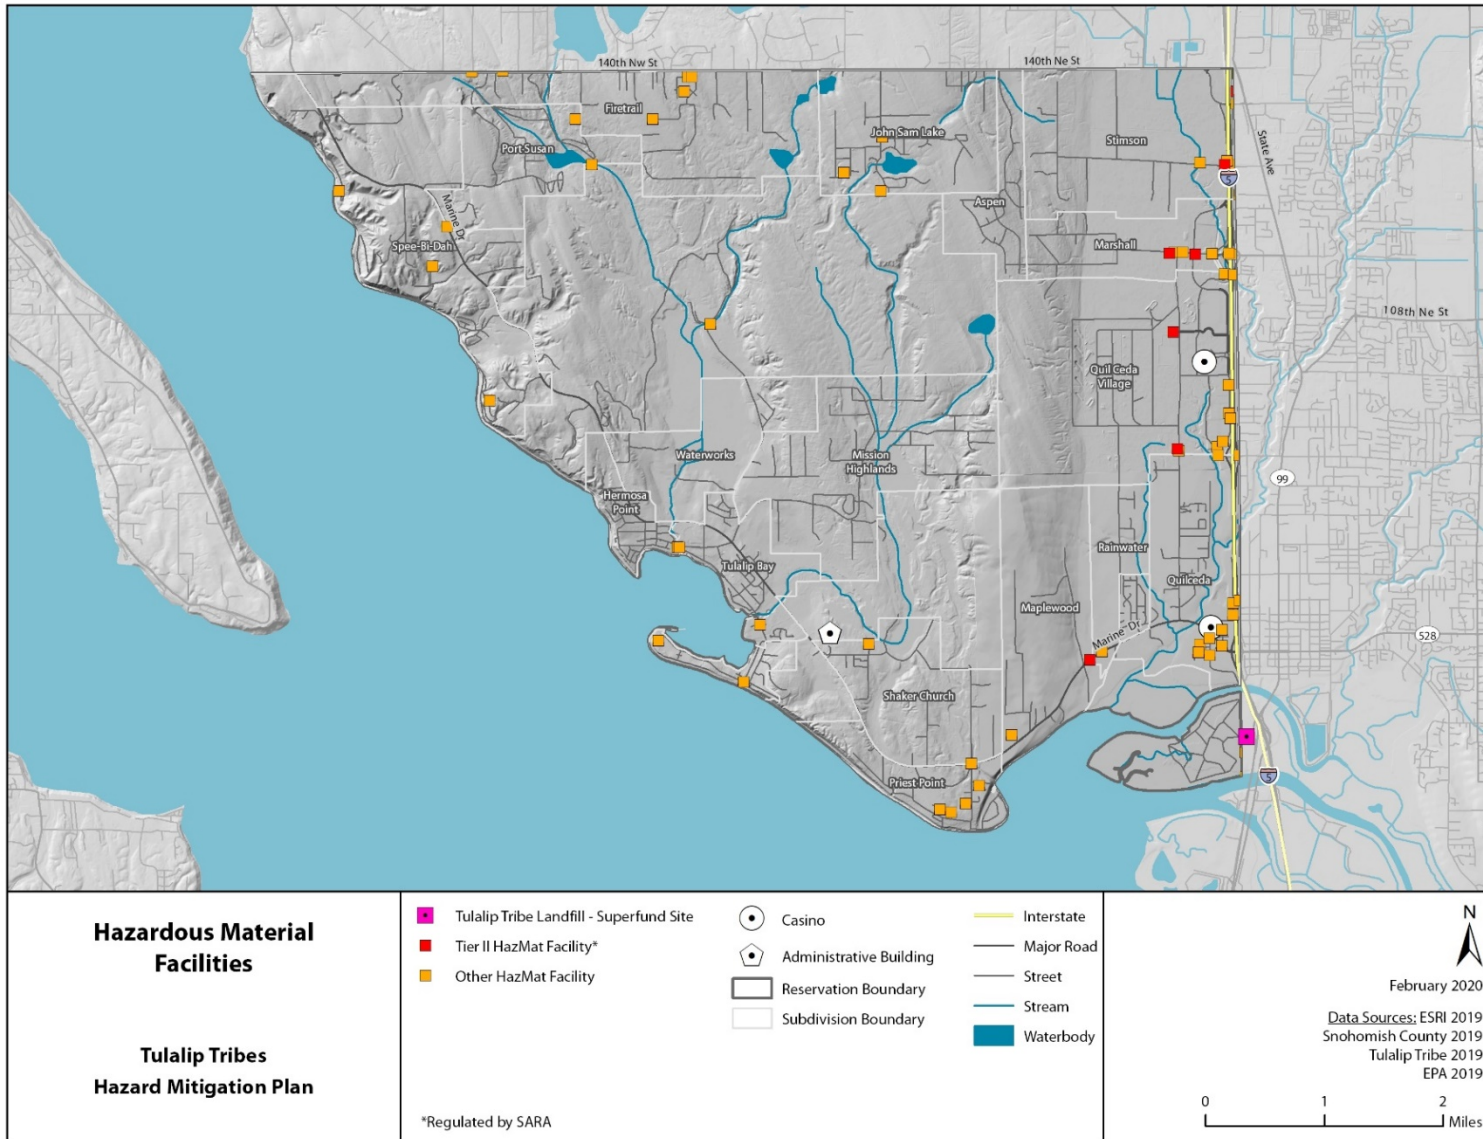 140th Nw St
140th Ne St
Firetrail
John Sam Lake
Stimson
State Ave
Port Susan
5
Marine Dr
Aspen
Spee-Bi-Dah
Marshall
108th Ne St
Quil Ceda
Village
Waterworks
Mission
Highlands
99
Hermosa
Point
Rainwater
Tulalip Bay
Quilceda
Maplewood
Marine Dr
528
Shaker Church
Priest Point
5
Hazardous Material
Facilities
Tulalip Tribes
Hazard Mitigation Plan
Tulalip Tribe Landfill - Superfund Site
Tier II HazMat Facility*
Other HazMat Facility
*Regulated by SARA
Casino
Administrative Building
Reservation Boundary
Subdivision Boundary
Interstate
Major Road
Street
Stream
Waterbody
N
February 2020
Data Sources: ESRI 2019
Snohomish County 2019
Tulalip Tribe 2019
EPA 2019
0 1 2
Miles